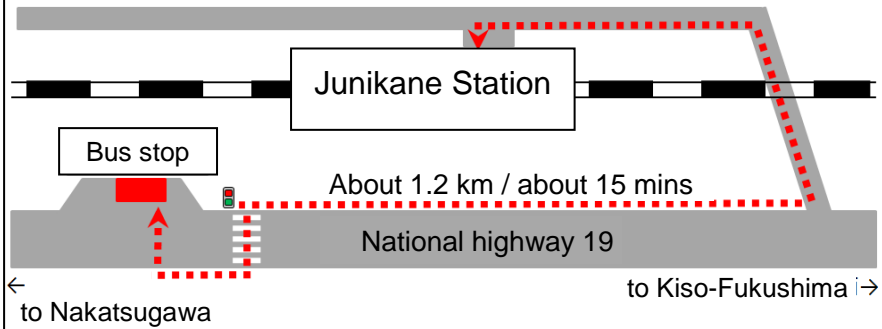 Junikane Station
Bus stop
About 1.2 km / about 15 mins
National highway 19
← to Nakatsugawa
to Kiso-Fukushima →